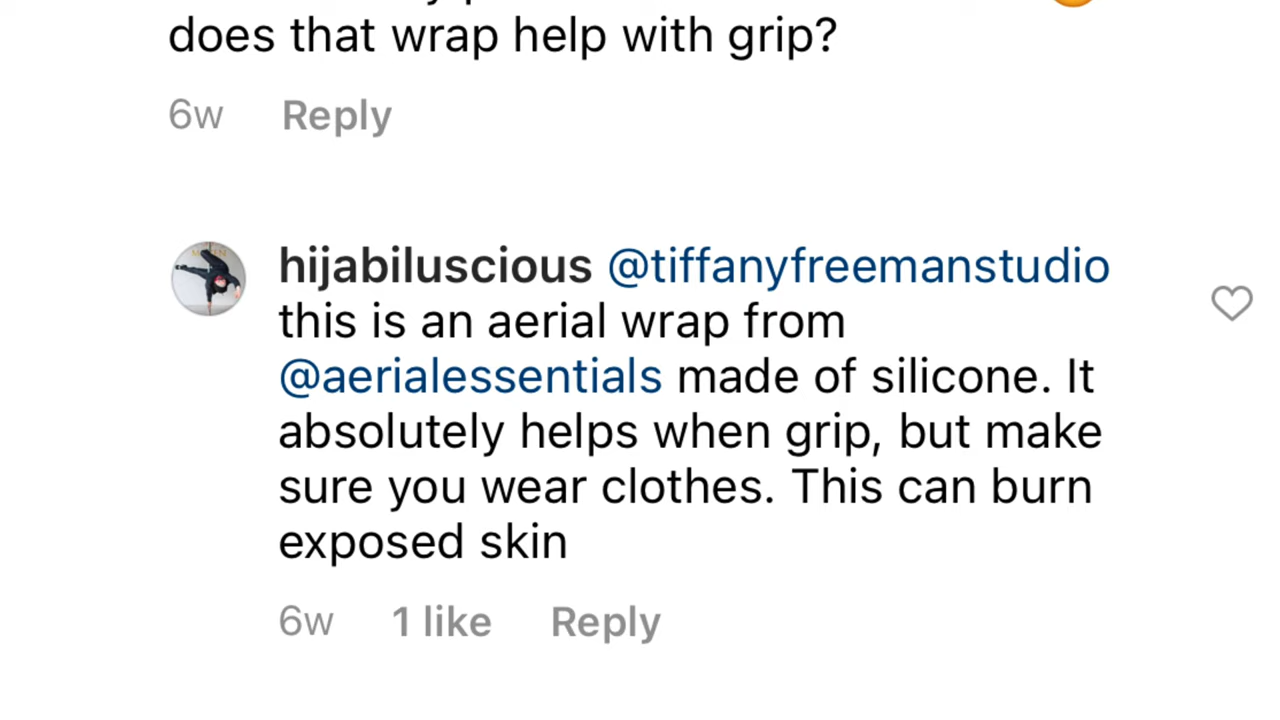 does that wrap help with grip?
6w Reply
hijabiluscious @tiffanyfreemanstudio
this is an aerial wrap from
@aerialessentials made of silicone. It
absolutely helps when grip, but make
sure you wear clothes. This can burn
exposed skin
6w 1 like Reply